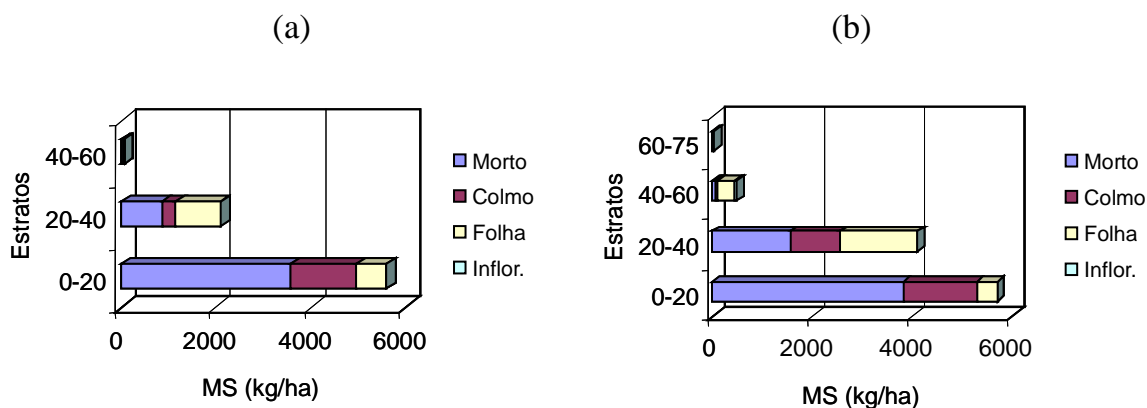 (a)
(b)
Estratos
40-60
20-40
0-20
0
2000
4000
6000
MS (kg/ha)
Morto
Colmo
Folha
Inflor.
Estratos
60-75
40-60
20-40
0-20
0
2000
4000
6000
MS (kg/ha)
Morto
Colmo
Folha
Inflor.